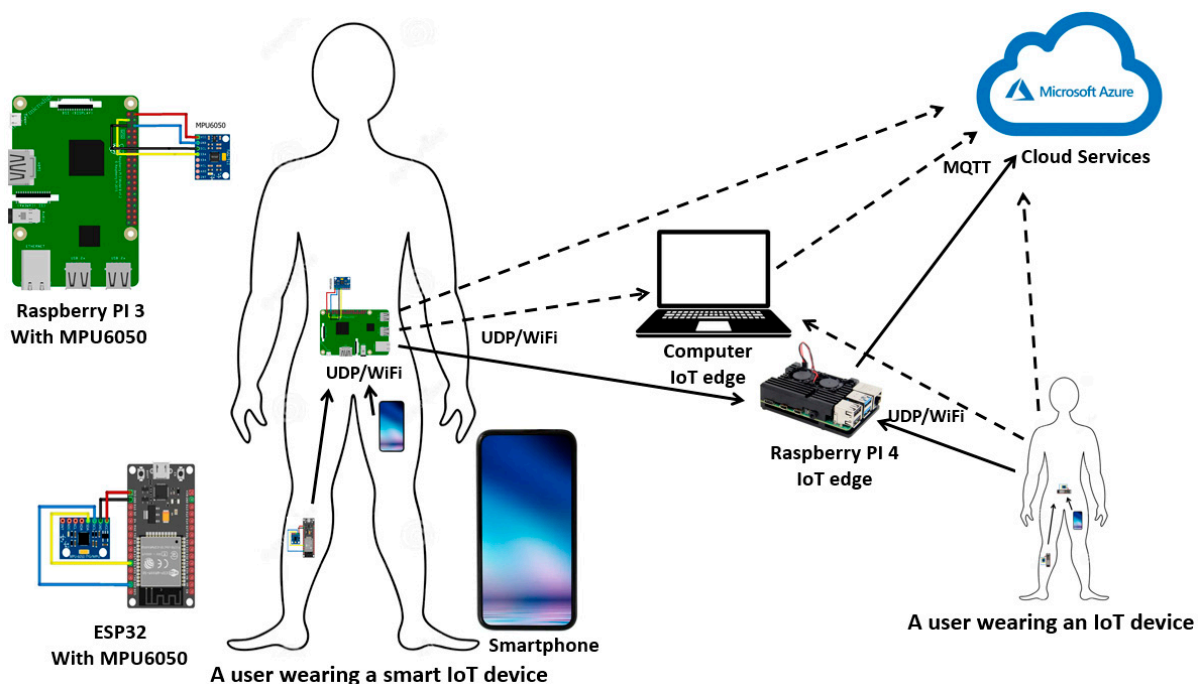 Microsoft Azure
Cloud Services
MQTT
MPU6050
Raspberry PI 3
With MPU6050
UDP/WiFi
Computer
IoT edge
UDP/WiFi
UDP/WiFi
Raspberry PI 4
IoT edge
ESP32
With MPU6050
Smartphone
A user wearing an IoT device
A user wearing a smart IoT device